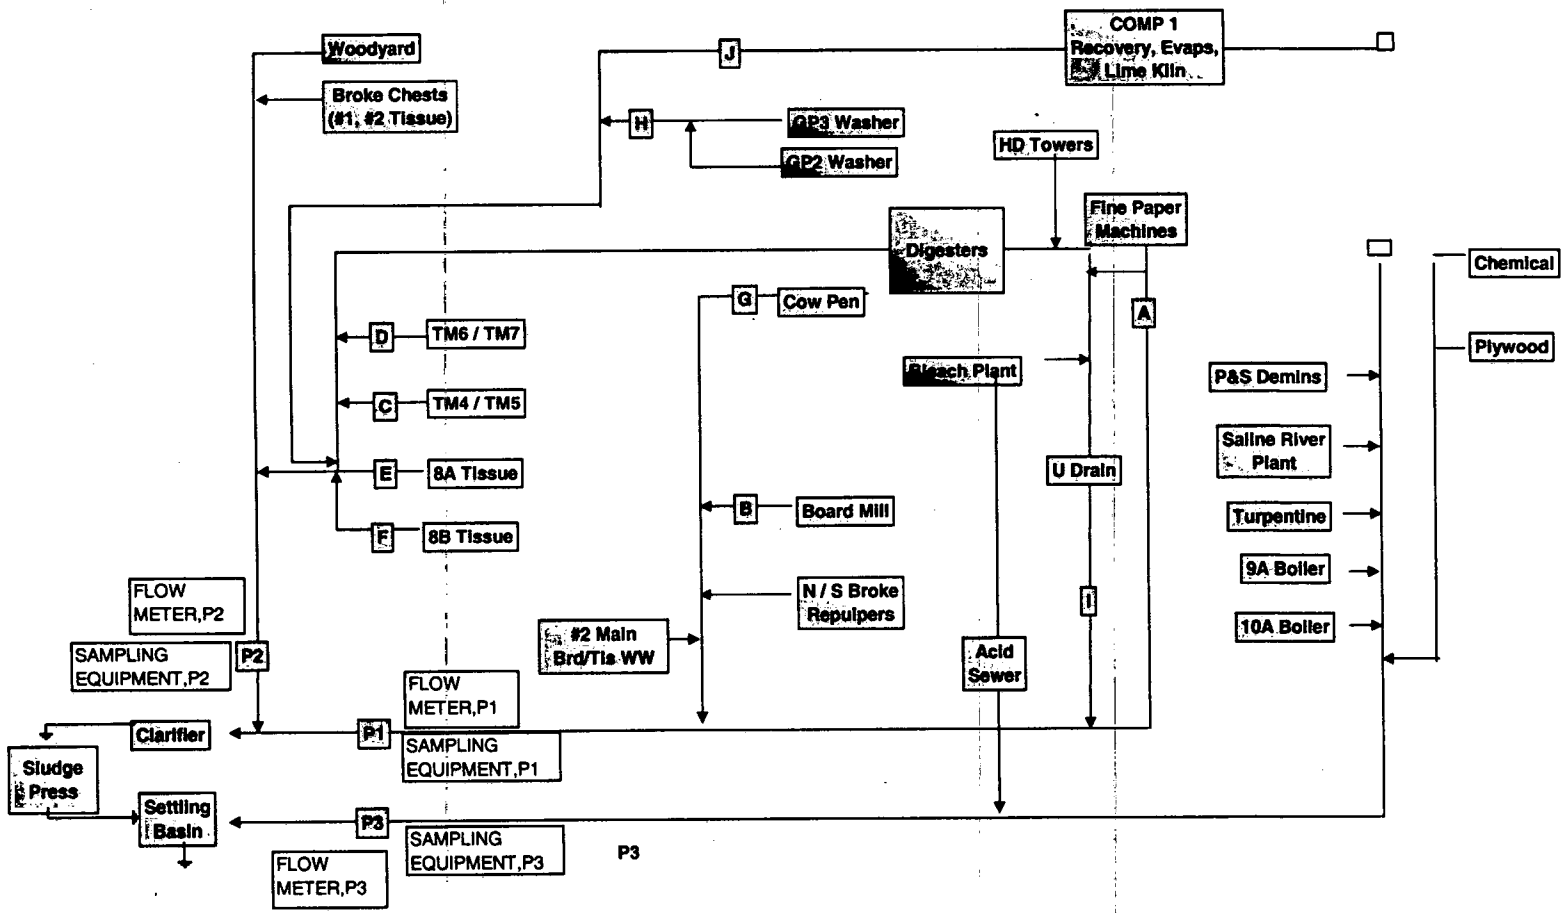 COMP 1
Recovery, Evaps,
Lime Kiln
Woodyard
J
Broke Chests
(#1, #2 Tissue)
H
GP3 Washer
GP2 Washer
HD Towers
Fine Paper
Machines
Digesters
Chemical
G
Cow Pen
A
D
TM6 / TM7
Plywood
Bleach Plant
P&S Demins
C
TM4 / TM5
Saline River
Plant
E
8A Tissue
U Drain
B
Board Mill
Turpentine
F
8B Tissue
9A Boiler
FLOW
METER,P2
N / S Broke
Repulpers
I
10A Boiler
#2 Main
Brd/Tis WW
P2
SAMPLING
EQUIPMENT,P2
Acid
Sewer
FLOW
METER,P1
Clarifier
P1
SAMPLING
EQUIPMENT,P1
Sludge
Press
Settling
Basin
P3
SAMPLING
EQUIPMENT,P3
P3
FLOW
METER,P3